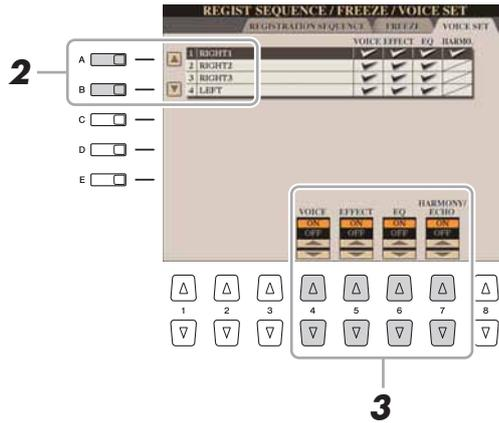 REGIST SEQUENCE / FREEZE / VOICE SET
REGISTRATION SEQUENCE FREEZE VOICE SET
VOICE EFFECT EQ HARMO.
1 RIGHT1
2 RIGHT2
3 RIGHT3
4 LEFT
2
A
B
C
D
E
VOICE EFFECT EQ HARMONY/ECHO
ON ON ON ON
OFF OFF OFF OFF
1 2 3 4 5 6 7 8
3